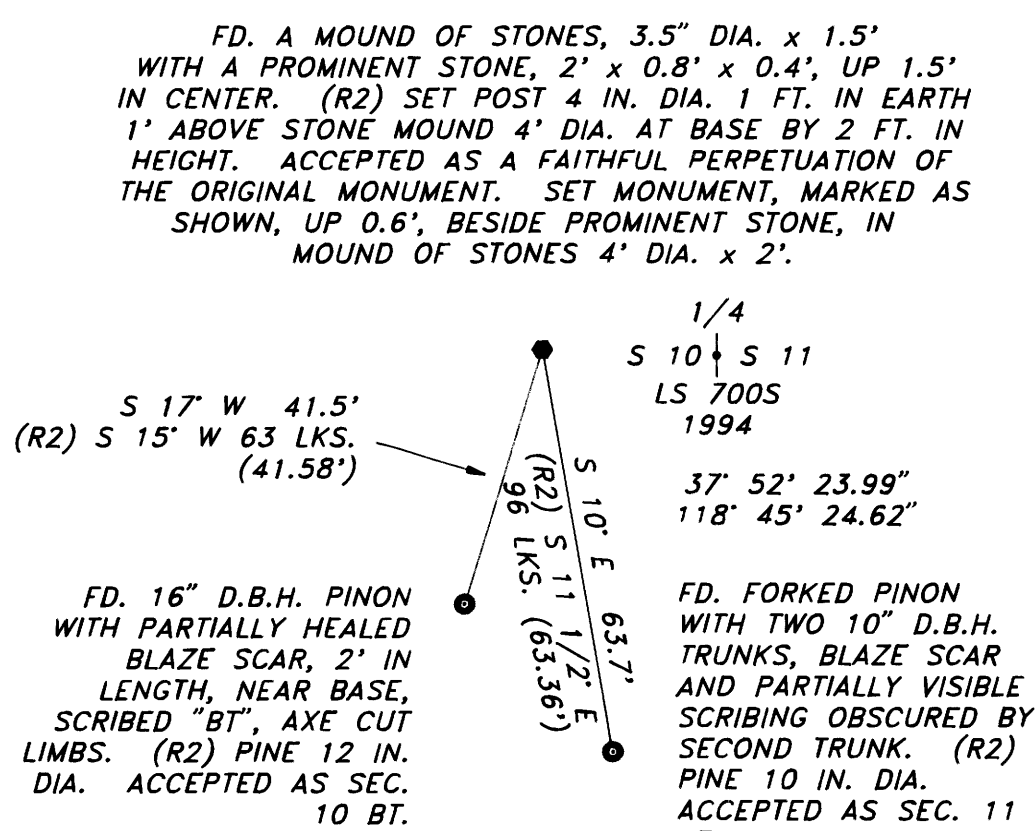 FD. A MOUND OF STONES, 3.5" DIA. x 1.5'
WITH A PROMINENT STONE, 2' x 0.8' x 0.4', UP 1.5'
IN CENTER. (R2) SET POST 4 IN. DIA. 1 FT. IN EARTH
1' ABOVE STONE MOUND 4' DIA. AT BASE BY 2 FT. IN
HEIGHT. ACCEPTED AS A FAITHFUL PERPETUATION OF
THE ORIGINAL MONUMENT. SET MONUMENT, MARKED AS
SHOWN, UP 0.6', BESIDE PROMINENT STONE, IN
MOUND OF STONES 4' DIA. x 2'.
1/4
S 10 S 11
LS 700S
1994
S 17° W 41.5'
(R2) S 15° W 63 LKS.
(41.58')
S 10° E 63.7'
(R2) S 11 1/2° E
96 LKS. (63.36')
37° 52' 23.99"
118° 45' 24.62"
FD. 16" D.B.H. PINON
WITH PARTIALLY HEALED
BLAZE SCAR, 2' IN
LENGTH, NEAR BASE,
SCRIBED "BT", AXE CUT
LIMBS. (R2) PINE 12 IN.
DIA. ACCEPTED AS SEC.
10 BT.
FD. FORKED PINON
WITH TWO 10" D.B.H.
TRUNKS, BLAZE SCAR
AND PARTIALLY VISIBLE
SCRIBING OBSCURED BY
SECOND TRUNK. (R2)
PINE 10 IN. DIA.
ACCEPTED AS SEC. 11